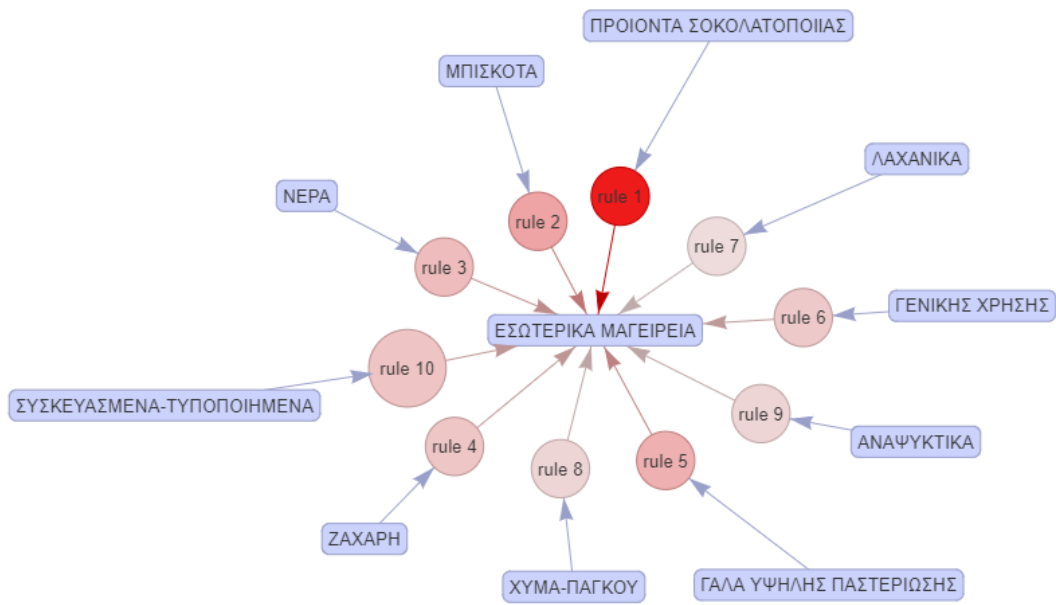 ΠΡΟΙΟΝΤΑ ΣΟΚΟΛΑΤΟΠΟΙΙΑΣ
ΜΠΙΣΚΟΤΑ
ΛΑΧΑΝΙΚΑ
ΝΕΡΑ
rule 1
rule 2
rule 7
rule 3
ΓΕΝΙΚΗΣ ΧΡΗΣΗΣ
rule 6
ΕΣΩΤΕΡΙΚΑ ΜΑΓΕΙΡΕΙΑ
rule 10
ΣΥΣΚΕΥΑΣΜΕΝΑ-ΤΥΠΟΠΟΙΗΜΕΝΑ
rule 9
rule 4
ΑΝΑΨΥΚΤΙΚΑ
rule 8
rule 5
ΖΑΧΑΡΗ
ΧΥΜΑ-ΠΑΓΚΟΥ
ΓΑΛΑ ΥΨΗΛΗΣ ΠΑΣΤΕΡΙΩΣΗΣ